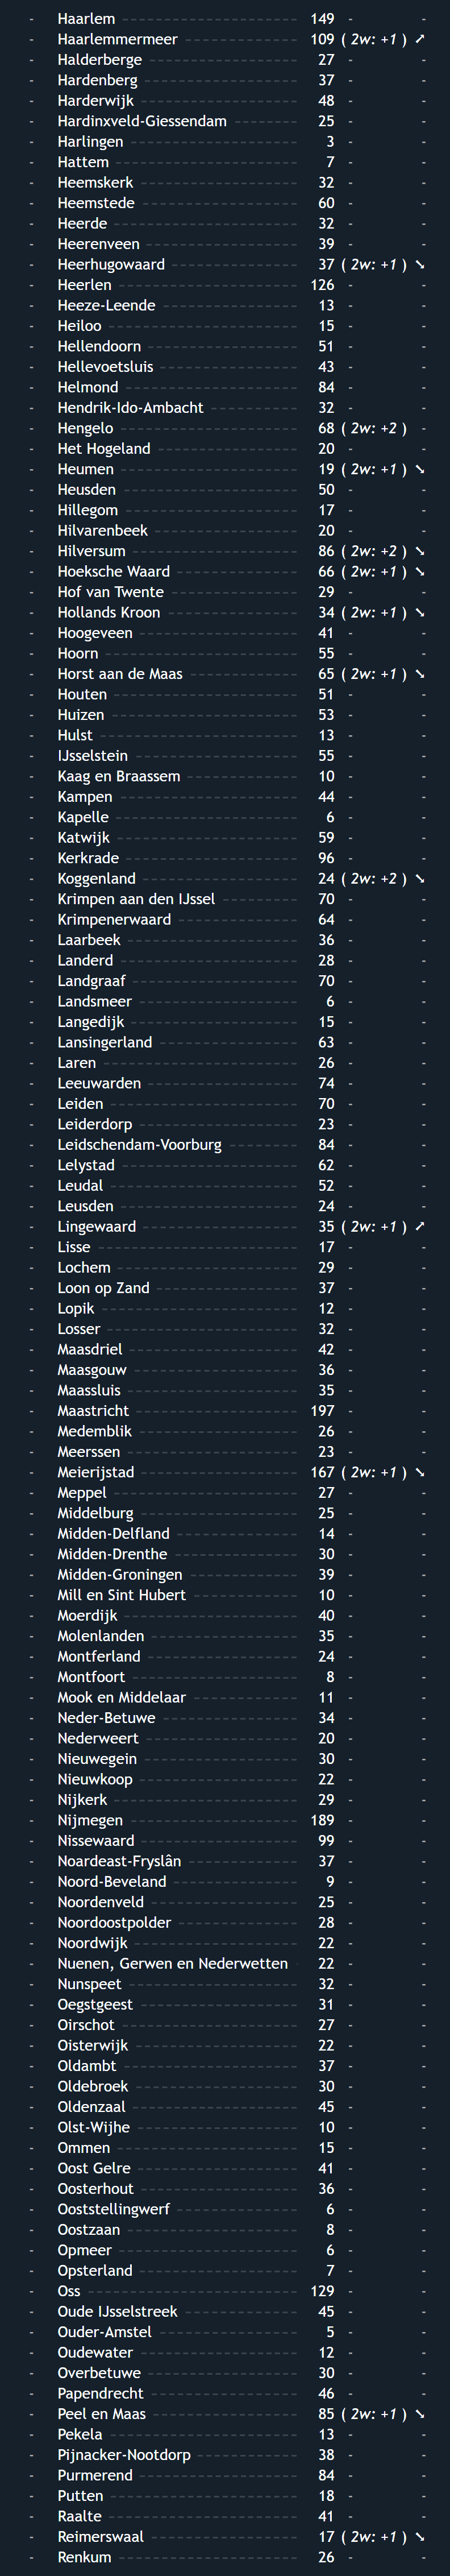 - Haarlem 149 - -
- Haarlemmermeer 109 ( 2w: +1 ) ➚
- Halderberge 27 - -
- Hardenberg 37 - -
- Harderwijk 48 - -
- Hardinxveld-Giessendam 25 - -
- Harlingen 3 - -
- Hattem 7 - -
- Heemskerk 32 - -
- Heemstede 60 - -
- Heerde 32 - -
- Heerenveen 39 - -
- Heerhugowaard 37 ( 2w: +1 ) ➘
- Heerlen 126 - -
- Heeze-Leende 13 - -
- Heiloo 15 - -
- Hellendoorn 51 - -
- Hellevoetsluis 43 - -
- Helmond 84 - -
- Hendrik-Ido-Ambacht 32 - -
- Hengelo 68 ( 2w: +2 ) -
- Het Hogeland 20 - -
- Heumen 19 ( 2w: +1 ) ➘
- Heusden 50 - -
- Hillegom 17 - -
- Hilvarenbeek 20 - -
- Hilversum 86 ( 2w: +2 ) ➘
- Hoeksche Waard 66 ( 2w: +1 ) ➘
- Hof van Twente 29 - -
- Hollands Kroon 34 ( 2w: +1 ) ➘
- Hoogeveen 41 - -
- Hoorn 55 - -
- Horst aan de Maas 65 ( 2w: +1 ) ➘
- Houten 51 - -
- Huizen 53 - -
- Hulst 13 - -
- IJsselstein 55 - -
- Kaag en Braassem 10 - -
- Kampen 44 - -
- Kapelle 6 - -
- Katwijk 59 - -
- Kerkrade 96 - -
- Koggenland 24 ( 2w: +2 ) ➘
- Krimpen aan den IJssel 70 - -
- Krimpenerwaard 64 - -
- Laarbeek 36 - -
- Landerd 28 - -
- Landgraaf 70 - -
- Landsmeer 6 - -
- Langedijk 15 - -
- Lansingerland 63 - -
- Laren 26 - -
- Leeuwarden 74 - -
- Leiden 70 - -
- Leiderdorp 23 - -
- Leidschendam-Voorburg 84 - -
- Lelystad 62 - -
- Leudal 52 - -
- Leusden 24 - -
- Lingewaard 35 ( 2w: +1 ) ➚
- Lisse 17 - -
- Lochem 29 - -
- Loon op Zand 37 - -
- Lopik 12 - -
- Losser 32 - -
- Maasdriel 42 - -
- Maasgouw 36 - -
- Maassluis 35 - -
- Maastricht 197 - -
- Medemblik 26 - -
- Meerssen 23 - -
- Meierijstad 167 ( 2w: +1 ) ➘
- Meppel 27 - -
- Middelburg 25 - -
- Midden-Delfland 14 - -
- Midden-Drenthe 30 - -
- Midden-Groningen 39 - -
- Mill en Sint Hubert 10 - -
- Moerdijk 40 - -
- Molenlanden 35 - -
- Montferland 24 - -
- Montfoort 8 - -
- Mook en Middelaar 11 - -
- Neder-Betuwe 34 - -
- Nederweert 20 - -
- Nieuwegein 30 - -
- Nieuwkoop 22 - -
- Nijkerk 29 - -
- Nijmegen 189 - -
- Nissewaard 99 - -
- Noardeast-Fryslân 37 - -
- Noord-Beveland 9 - -
- Noordenveld 25 - -
- Noordoostpolder 28 - -
- Noordwijk 22 - -
- Nuenen, Gerwen en Nederwetten 22 - -
- Nunspeet 32 - -
- Oegstgeest 31 - -
- Oirschot 27 - -
- Oisterwijk 22 - -
- Oldambt 37 - -
- Oldebroek 30 - -
- Oldenzaal 45 - -
- Olst-Wijhe 10 - -
- Ommen 15 - -
- Oost Gelre 41 - -
- Oosterhout 36 - -
- Ooststellingwerf 6 - -
- Oostzaan 8 - -
- Opmeer 6 - -
- Opsterland 7 - -
- Oss 129 - -
- Oude IJsselstreek 45 - -
- Ouder-Amstel 5 - -
- Oudewater 12 - -
- Overbetuwe 30 - -
- Papendrecht 46 - -
- Peel en Maas 85 ( 2w: +1 ) ➘
- Pekela 13 - -
- Pijnacker-Nootdorp 38 - -
- Purmerend 84 - -
- Putten 18 - -
- Raalte 41 - -
- Reimerswaal 17 ( 2w: +1 ) ➘
- Renkum 26 - -